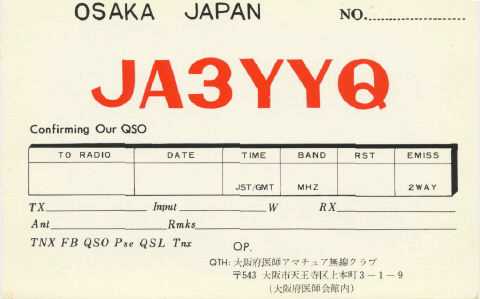 OSAKA JAPAN NO.
JA3YYQ
Confirming Our QSO
TO RADIO DATE TIME BAND RST EMISS
JST/GMT MHZ 2WAY
TX Input W RX
Ant Rmks
TNX FB QSO Pse QSL Tnx OP.
QTH: 大阪府医師アマチュア無線クラブ
〒543 大阪市天王寺区上本町3-1-9
(大阪府医師会館内)